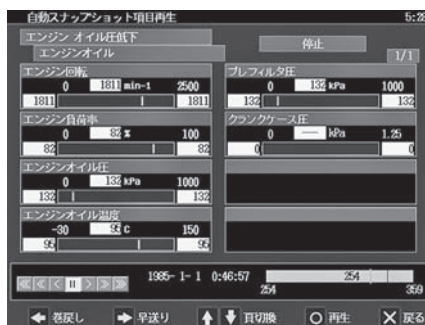 自動スナップショット項目再生 5:28
エンジン オイル圧低下
エンジンオイル
停止
1/1
エンジン回転
0 1811 min-1 2500
1811 1811
エンジン負荷率
0 82 % 100
82 82
エンジンオイル圧
0 132 kPa 1000
132 132
エンジンオイル温度
-30 95 C 150
95 95
プレフィルタ圧
0 132 kPa 1000
132 132
クランクケース圧
0 --- kPa 1.25
0 0
1985- 1- 1 0:46:57 254
254 359
巻戻し 早送り 頁切換 再生 戻る